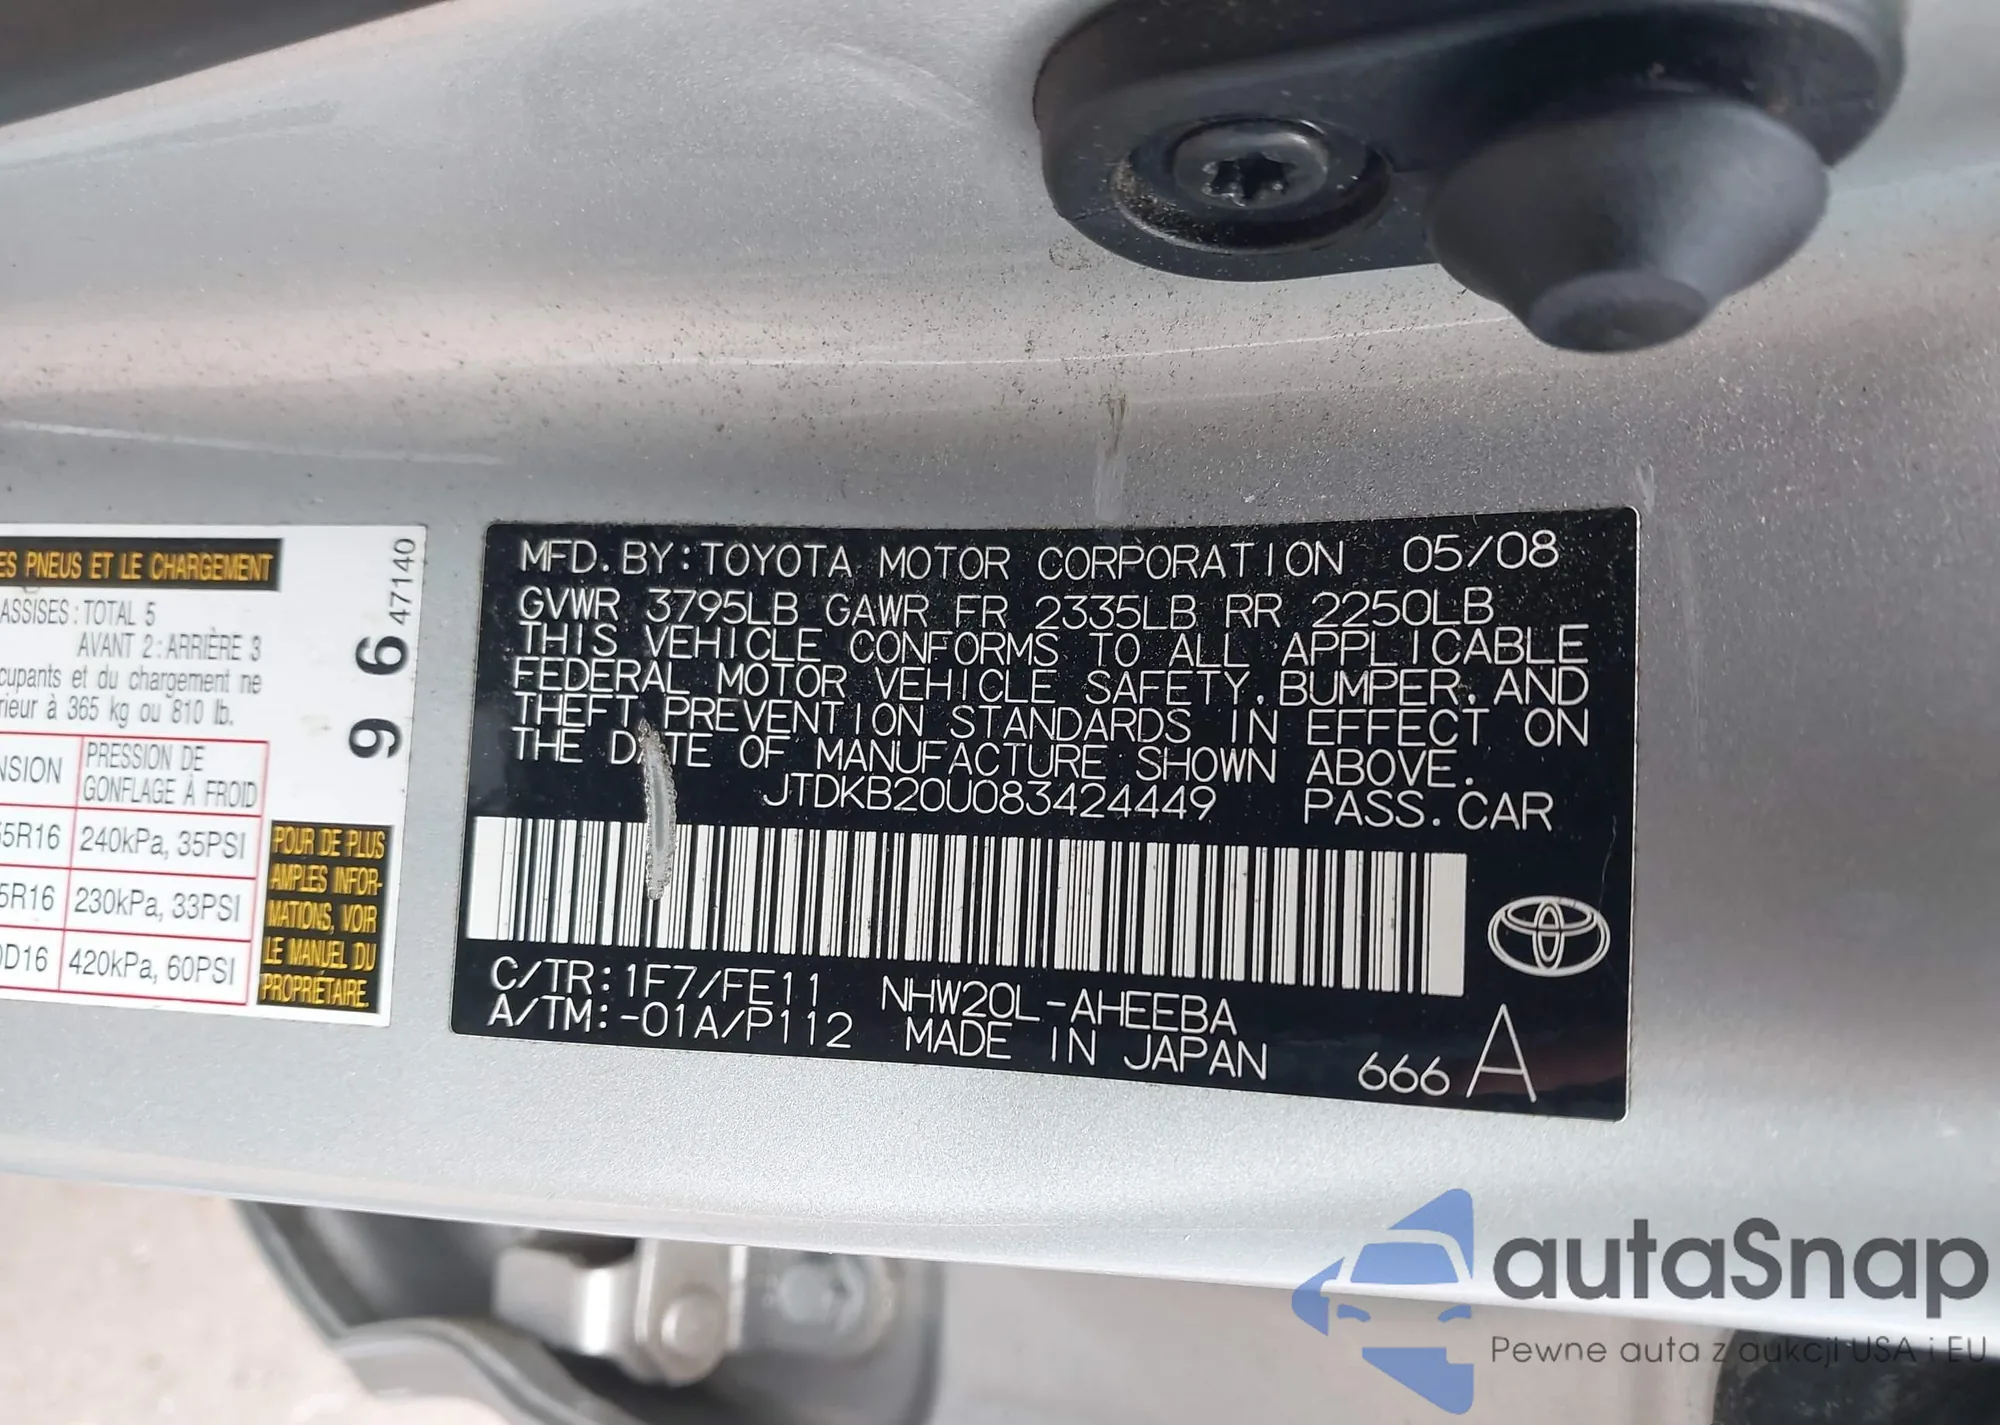 ES PNEUS ET LE CHARGEMENT
ASSISES : TOTAL 5
AVANT 2 : ARRIÈRE 3
cupants et du chargement ne
rieur à 365 kg ou 810 lb.
NSION PRESSION DE GONFLAGE À FROID
55R16 240kPa, 35PSI
5R16 230kPa, 33PSI
0D16 420kPa, 60PSI
POUR DE PLUS
AMPLES INFOR-
MATIONS, VOIR
LE MANUEL DU
PROPRIÉTAIRE.
96 47140
MFD. BY: TOYOTA MOTOR CORPORATION 05/08
GVWR 3795LB GAWR FR 2335LB RR 2250LB
THIS VEHICLE CONFORMS TO ALL APPLICABLE
FEDERAL MOTOR VEHICLE SAFETY, BUMPER, AND
THEFT PREVENTION STANDARDS IN EFFECT ON
THE DATE OF MANUFACTURE SHOWN ABOVE.
JTDKB20U083424449 PASS. CAR
C/TR: 1F7/FE11 NHW20L-AHEEBA
A/TM: -01A/P112 MADE IN JAPAN 666 A
autaSnap
Pewne auta z aukcji USA i EU